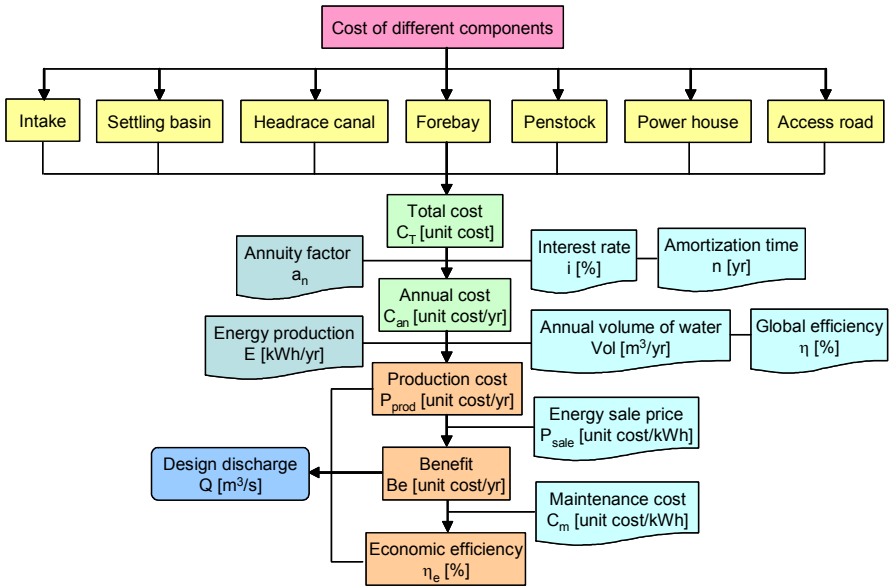 Cost of different components
Intake
Settling basin
Headrace canal
Forebay
Penstock
Power house
Access road
Total cost
C_T [unit cost]
Annuity factor
a_n
Interest rate
i [%]
Amortization time
n [yr]
Annual cost
C_an [unit cost/yr]
Energy production
E [kWh/yr]
Annual volume of water
Vol [m³/yr]
Global efficiency
η [%]
Production cost
P_prod [unit cost/yr]
Energy sale price
P_sale [unit cost/kWh]
Design discharge
Q [m³/s]
Benefit
Be [unit cost/yr]
Maintenance cost
C_m [unit cost/kWh]
Economic efficiency
η_e [%]